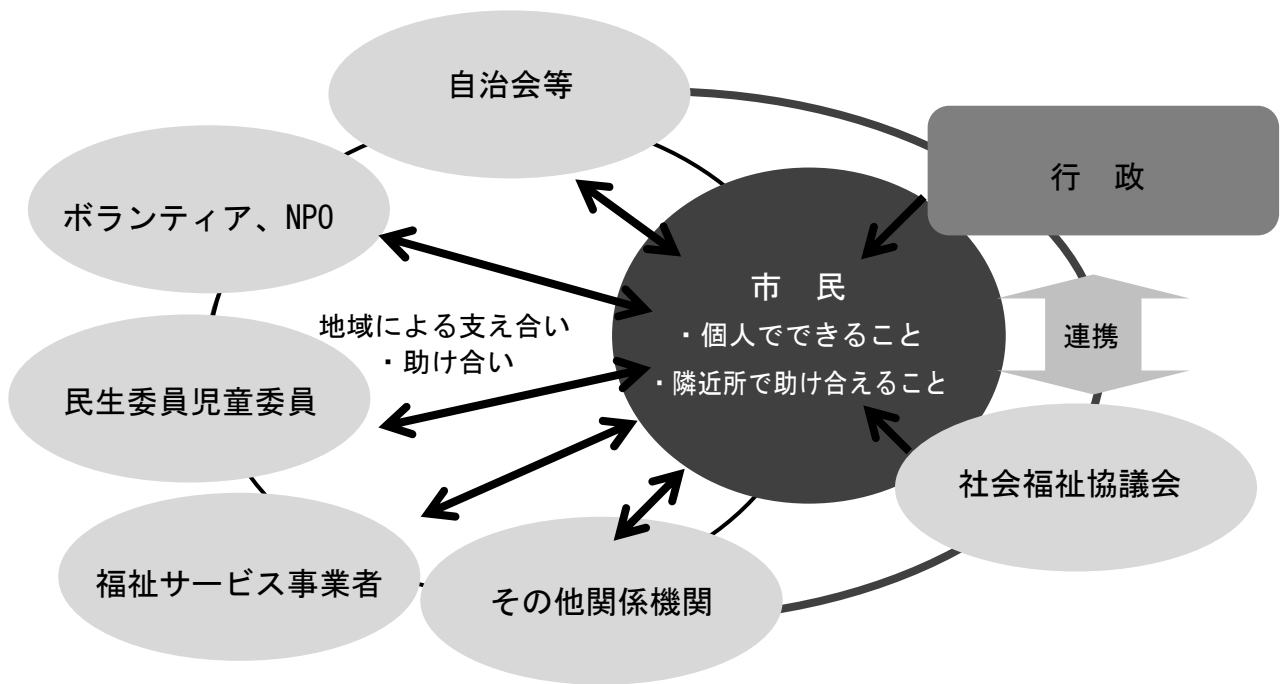 自治会等
行　政
ボランティア、NPO
市　民
・個人でできること
・隣近所で助け合えること
地域による支え合い
・助け合い
連携
民生委員児童委員
社会福祉協議会
福祉サービス事業者
その他関係機関